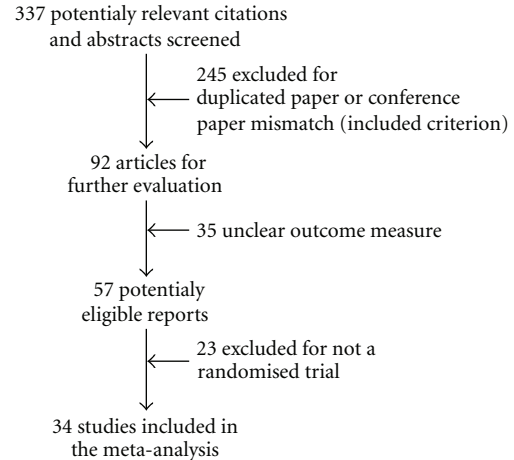 337 potentialy relevant citations
and abstracts screened
245 excluded for
duplicated paper or conference
paper mismatch (included criterion)
92 articles for
further evaluation
35 unclear outcome measure
57 potentialy
eligible reports
23 excluded for not a
randomised trial
34 studies included in
the meta-analysis